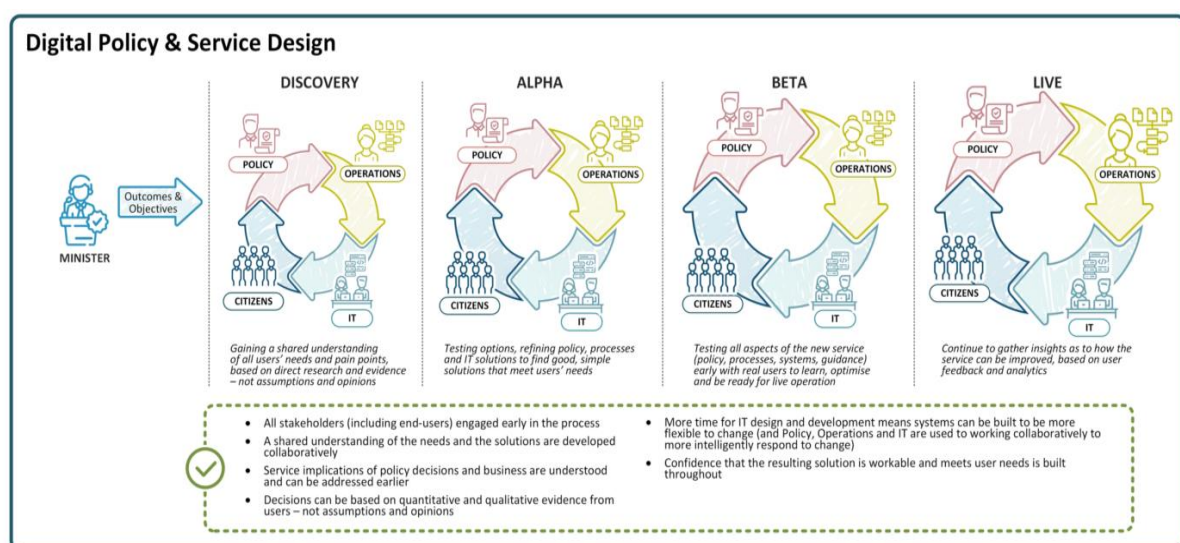 Digital Policy & Service Design
DISCOVERY
ALPHA
BETA
LIVE
MINISTER
Outcomes &
Objectives
POLICY
OPERATIONS
IT
CITIZENS
POLICY
OPERATIONS
IT
CITIZENS
POLICY
OPERATIONS
IT
CITIZENS
POLICY
OPERATIONS
IT
CITIZENS
Gaining a shared understanding
of all users' needs and pain points,
based on direct research and evidence
– not assumptions and opinions
Testing options, refining policy, processes
and IT solutions to find good, simple
solutions that meet users' needs
Testing all aspects of the new service
(policy, processes, systems, guidance)
early with real users to learn, optimise
and be ready for live operation
Continue to gather insights as to how the
service can be improved, based on user
feedback and analytics
• All stakeholders (including end-users) engaged early in the process
• A shared understanding of the needs and the solutions are developed
collaboratively
• Service implications of policy decisions and business are understood
and can be addressed earlier
• Decisions can be based on quantitative and qualitative evidence from
users – not assumptions and opinions
• More time for IT design and development means systems can be built to be more
flexible to change (and Policy, Operations and IT are used to working collaboratively to
more intelligently respond to change)
• Confidence that the resulting solution is workable and meets user needs is built
throughout